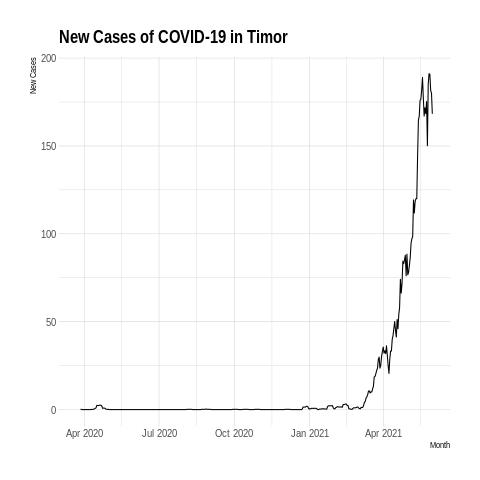 New Cases of COVID-19 in Timor
New Cases
200
150
100
50
0
Apr 2020
Jul 2020
Oct 2020
Jan 2021
Apr 2021
Month